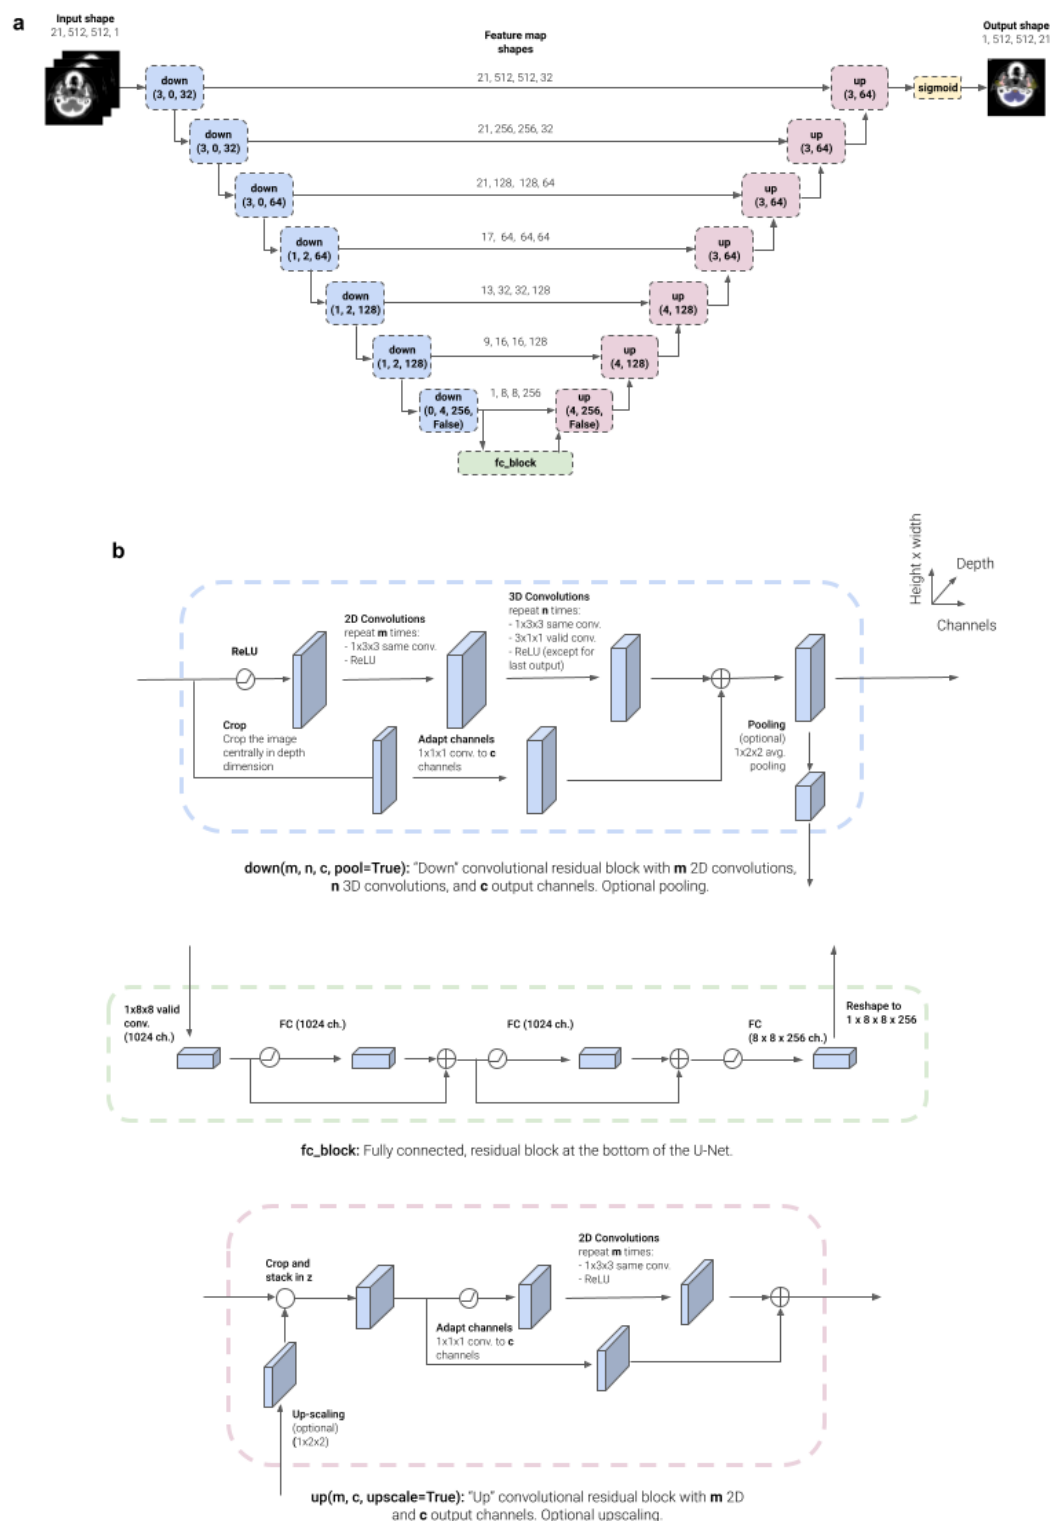 a
Input shape
21, 512, 512, 1
Feature map
shapes
Output shape
1, 512, 512, 21
down
(3, 0, 32)
21, 512, 512, 32
up
(3, 64)
sigmoid
down
(3, 0, 32)
21, 256, 256, 32
up
(3, 64)
down
(3, 0, 64)
21, 128, 128, 64
up
(3, 64)
down
(1, 2, 64)
17, 64, 64, 64
up
(3, 64)
down
(1, 2, 128)
13, 32, 32, 128
up
(4, 128)
down
(1, 2, 128)
9, 16, 16, 128
up
(4, 128)
down
(0, 4, 256,
False)
1, 8, 8, 256
up
(4, 256,
False)
fc_block
b
Height x width
Depth
Channels
ReLU
2D Convolutions
repeat m times:
- 1x3x3 same conv.
- ReLU
3D Convolutions
repeat n times:
- 1x3x3 same conv.
- 3x1x1 valid conv.
- ReLU (except for
last output)
Crop
Crop the image
centrally in depth
dimension
Adapt channels
1x1x1 conv. to c
channels
Pooling
(optional)
1x2x2 avg.
pooling
down(m, n, c, pool=True): "Down" convolutional residual block with m 2D convolutions,
n 3D convolutions, and c output channels. Optional pooling.
1x8x8 valid
conv.
(1024 ch.)
FC (1024 ch.)
FC (1024 ch.)
FC
(8 x 8 x 256 ch.)
Reshape to
1 x 8 x 8 x 256
fc_block: Fully connected, residual block at the bottom of the U-Net.
Crop and
stack in z
2D Convolutions
repeat m times:
- 1x3x3 same conv.
- ReLU
Adapt channels
1x1x1 conv. to c
channels
Up-scaling
(optional)
(1x2x2)
up(m, c, upscale=True): "Up" convolutional residual block with m 2D
and c output channels. Optional upscaling.